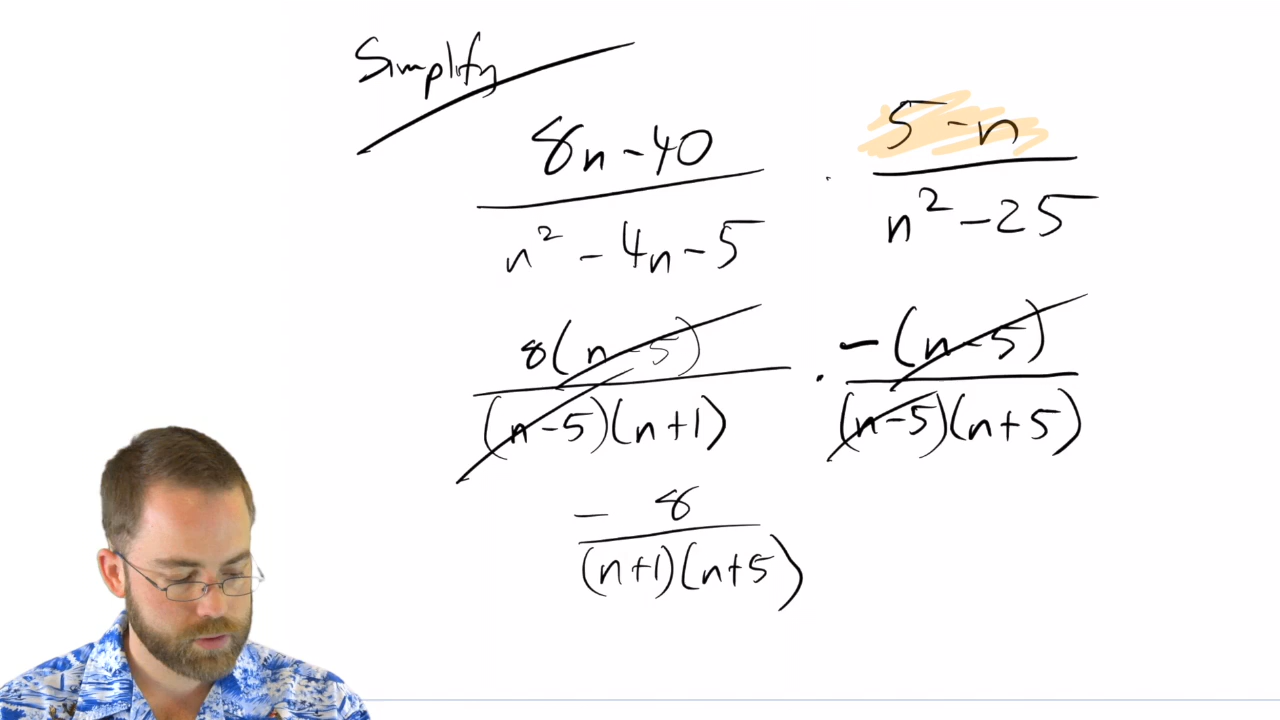 Simplify
8n-40 / n²-4n-5 · 5-n / n²-25
8(n-5) / (n-5)(n+1) · -(n-5) / (n-5)(n+5)
-8 / (n+1)(n+5)